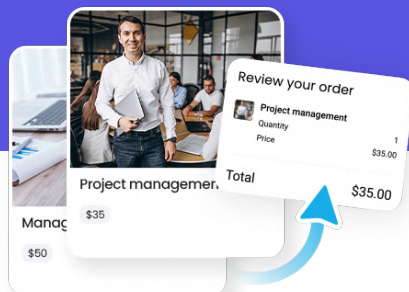 Review your order
Project management
Quantity
1
Price
$35.00
Total
$35.00
Project managemen
$35
Manag
$50